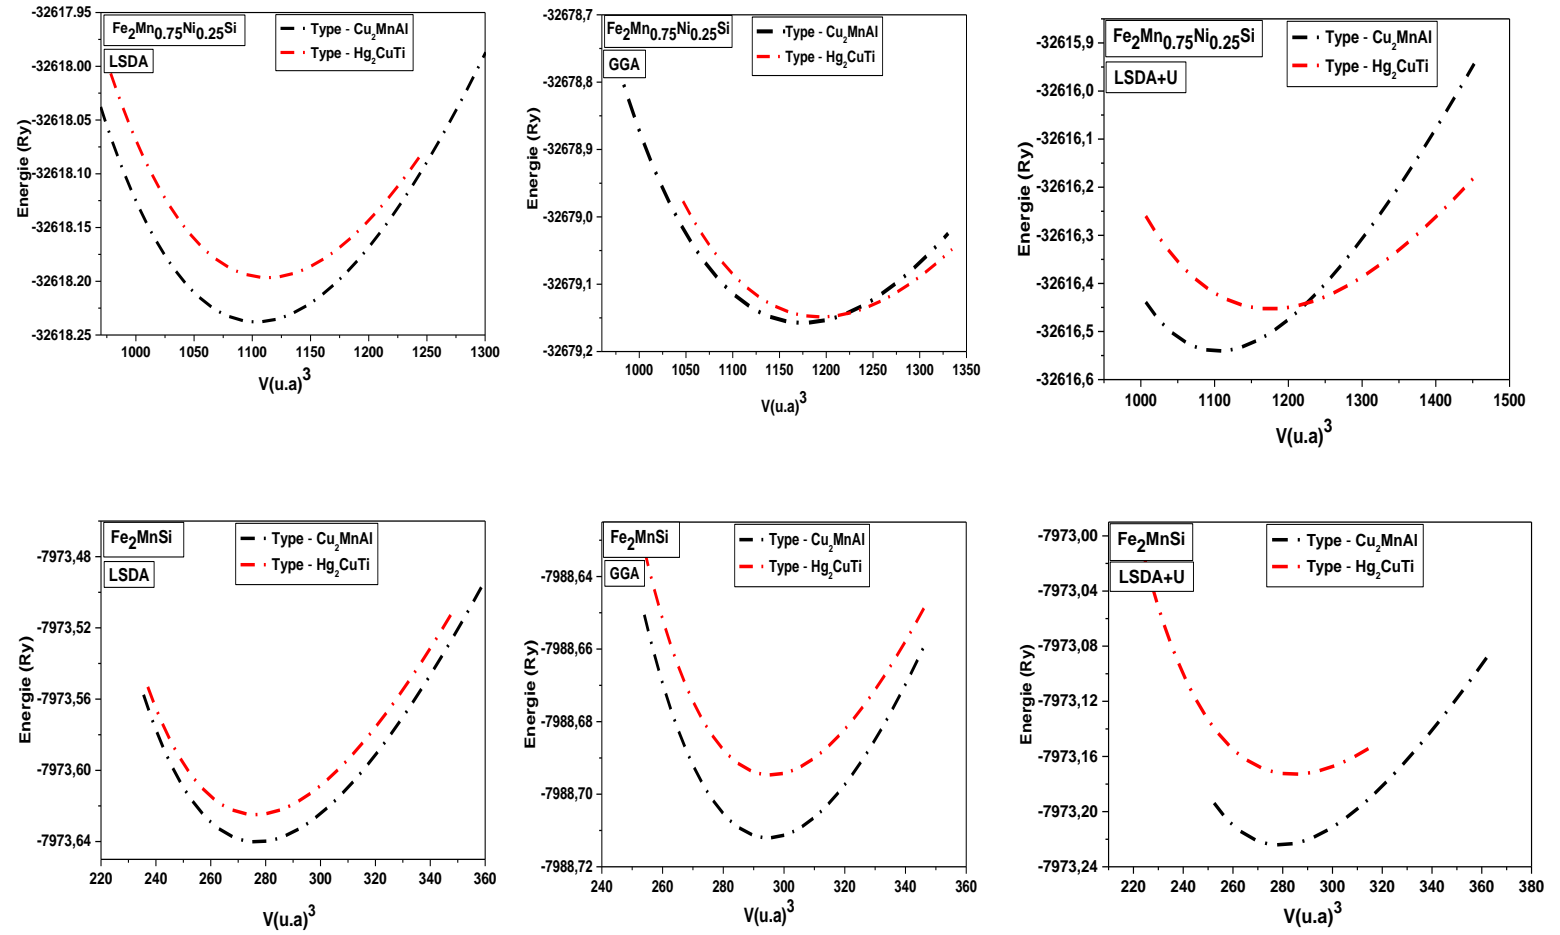 Fe2Mn0.75Ni0.25Si
LSDA
Type - Cu2MnAl
Type - Hg2CuTi
Energie (Ry)
-32617.95
-32618.00
-32618.05
-32618.10
-32618.15
-32618.20
-32618.25
1000 1050 1100 1150 1200 1250 1300
V(u.a)3
Fe2Mn0.75Ni0.25Si
GGA
Type - Cu2MnAl
Type - Hg2CuTi
Energie (Ry)
-32678,7
-32678,8
-32678,9
-32679,0
-32679,1
-32679,2
1000 1050 1100 1150 1200 1250 1300 1350
V(u.a)3
Fe2Mn0.75Ni0.25Si
LSDA+U
Type - Cu2MnAl
Type - Hg2CuTi
Energie (Ry)
-32615,9
-32616,0
-32616,1
-32616,2
-32616,3
-32616,4
-32616,5
-32616,6
1000 1100 1200 1300 1400 1500
V(u.a)3
Fe2MnSi
LSDA
Type - Cu2MnAl
Type - Hg2CuTi
Energie (Ry)
-7973,48
-7973,52
-7973,56
-7973,60
-7973,64
220 240 260 280 300 320 340 360
V(u.a)3
Fe2MnSi
GGA
Type - Cu2MnAl
Type - Hg2CuTi
Energie (Ry)
-7988,64
-7988,66
-7988,68
-7988,70
-7988,72
240 260 280 300 320 340 360
V(u.a)3
Fe2MnSi
LSDA+U
Type - Cu2MnAl
Type - Hg2CuTi
Energie (Ry)
-7973,00
-7973,04
-7973,08
-7973,12
-7973,16
-7973,20
-7973,24
220 240 260 280 300 320 340 360 380
V(u.a)3